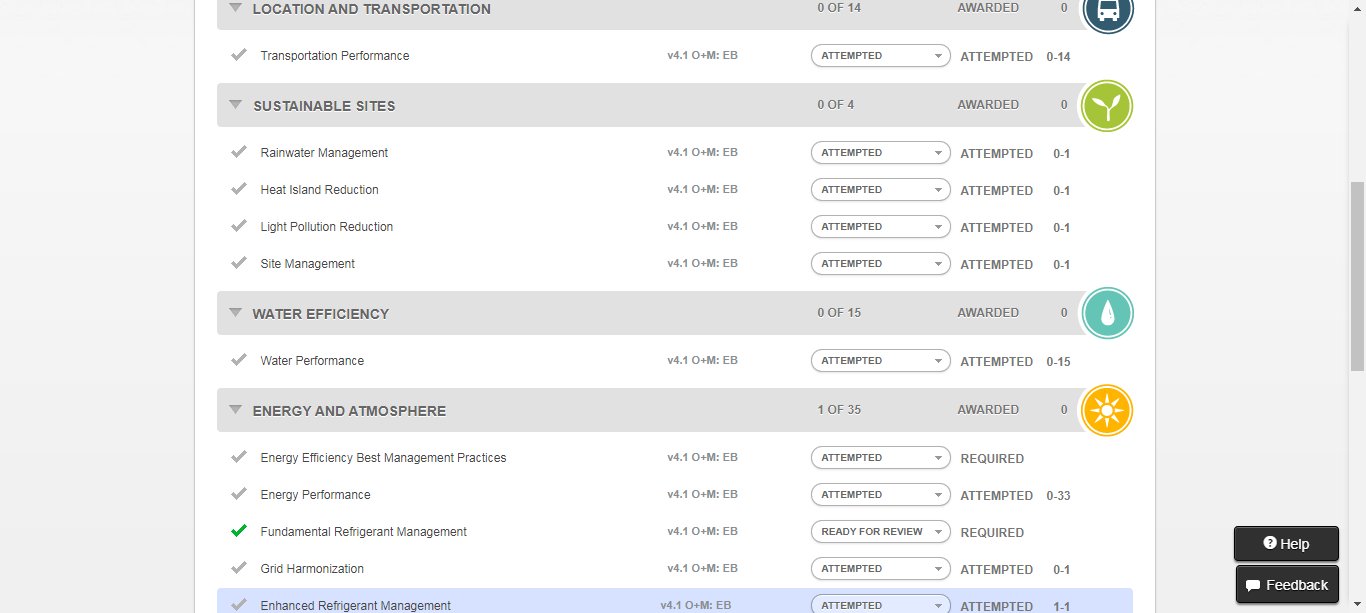 LOCATION AND TRANSPORTATION 0 OF 14 AWARDED 0
Transportation Performance v4.1 O+M: EB ATTEMPTED ATTEMPTED 0-14
SUSTAINABLE SITES 0 OF 4 AWARDED 0
Rainwater Management v4.1 O+M: EB ATTEMPTED ATTEMPTED 0-1
Heat Island Reduction v4.1 O+M: EB ATTEMPTED ATTEMPTED 0-1
Light Pollution Reduction v4.1 O+M: EB ATTEMPTED ATTEMPTED 0-1
Site Management v4.1 O+M: EB ATTEMPTED ATTEMPTED 0-1
WATER EFFICIENCY 0 OF 15 AWARDED 0
Water Performance v4.1 O+M: EB ATTEMPTED ATTEMPTED 0-15
ENERGY AND ATMOSPHERE 1 OF 35 AWARDED 0
Energy Efficiency Best Management Practices v4.1 O+M: EB ATTEMPTED REQUIRED
Energy Performance v4.1 O+M: EB ATTEMPTED ATTEMPTED 0-33
Fundamental Refrigerant Management v4.1 O+M: EB READY FOR REVIEW REQUIRED
Grid Harmonization v4.1 O+M: EB ATTEMPTED ATTEMPTED 0-1
Enhanced Refrigerant Management v4.1 O+M: EB ATTEMPTED ATTEMPTED 1-1
Help
Feedback